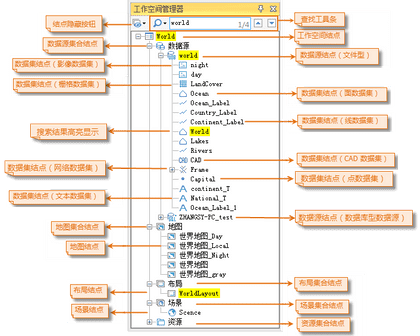 工作空间管理器
结点隐藏按钮
world
1/4
查找工具条
World
工作空间结点
数据源集合结点
数据源
world
数据源结点（文件型）
数据集结点（影像数据集）
night
day
数据集结点（栅格数据集）
LandCover
Ocean
数据集结点（面数据集）
Ocean_Label
Country_Label
数据集结点（线数据集）
Continent_Label
搜索结果高亮显示
World
Lakes
Rivers
CAD
数据集结点（CAD 数据集）
数据集结点（网络数据集）
Frame
Capital
数据集结点（点数据集）
continent_T
数据集结点（文本数据集）
National_T
Ocean_Label_1
ZMANGSY-PC_test
数据源结点（数据库型数据源）
地图集合结点
地图
世界地图_Day
地图结点
世界地图_Local
世界地图_Night
世界地图
世界地图_gray
布局
布局集合结点
布局结点
WorldLayout
场景
场景集合结点
场景结点
Scence
资源
资源集合结点